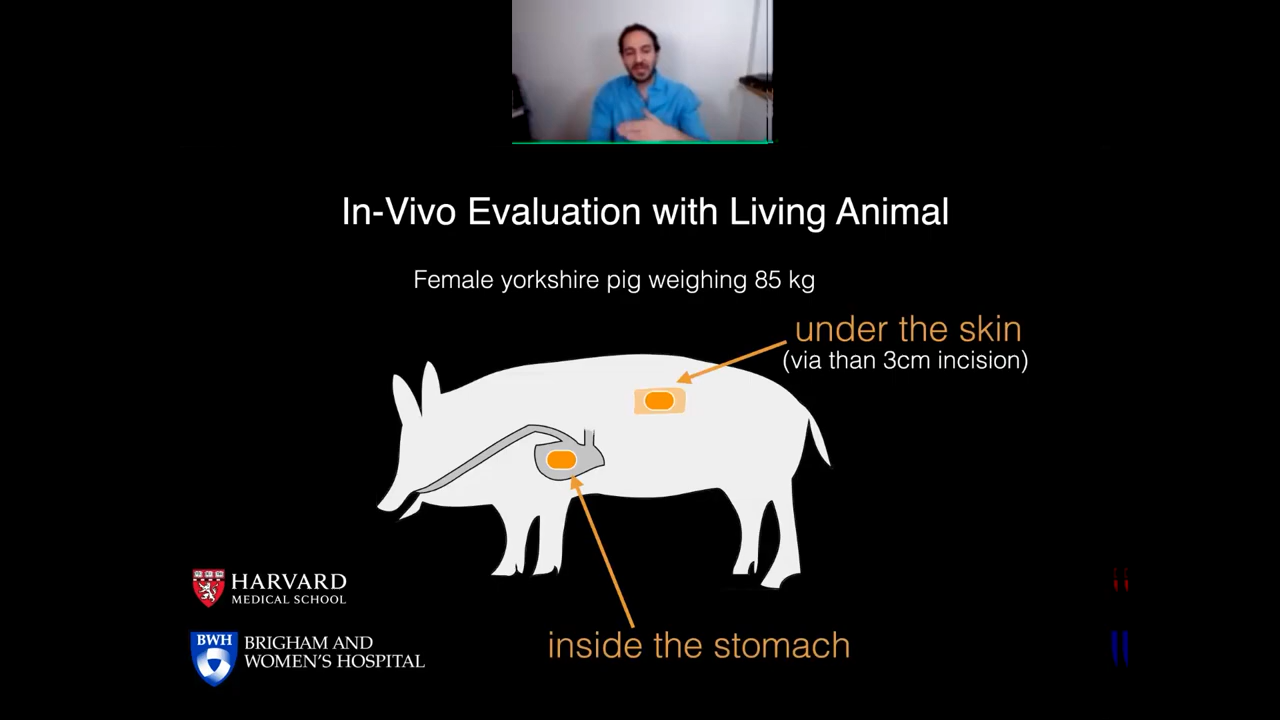 In-Vivo Evaluation with Living Animal
Female yorkshire pig weighing 85 kg
under the skin
(via than 3cm incision)
inside the stomach
HARVARD
MEDICAL SCHOOL
BWH
BRIGHAM AND
WOMEN'S HOSPITAL